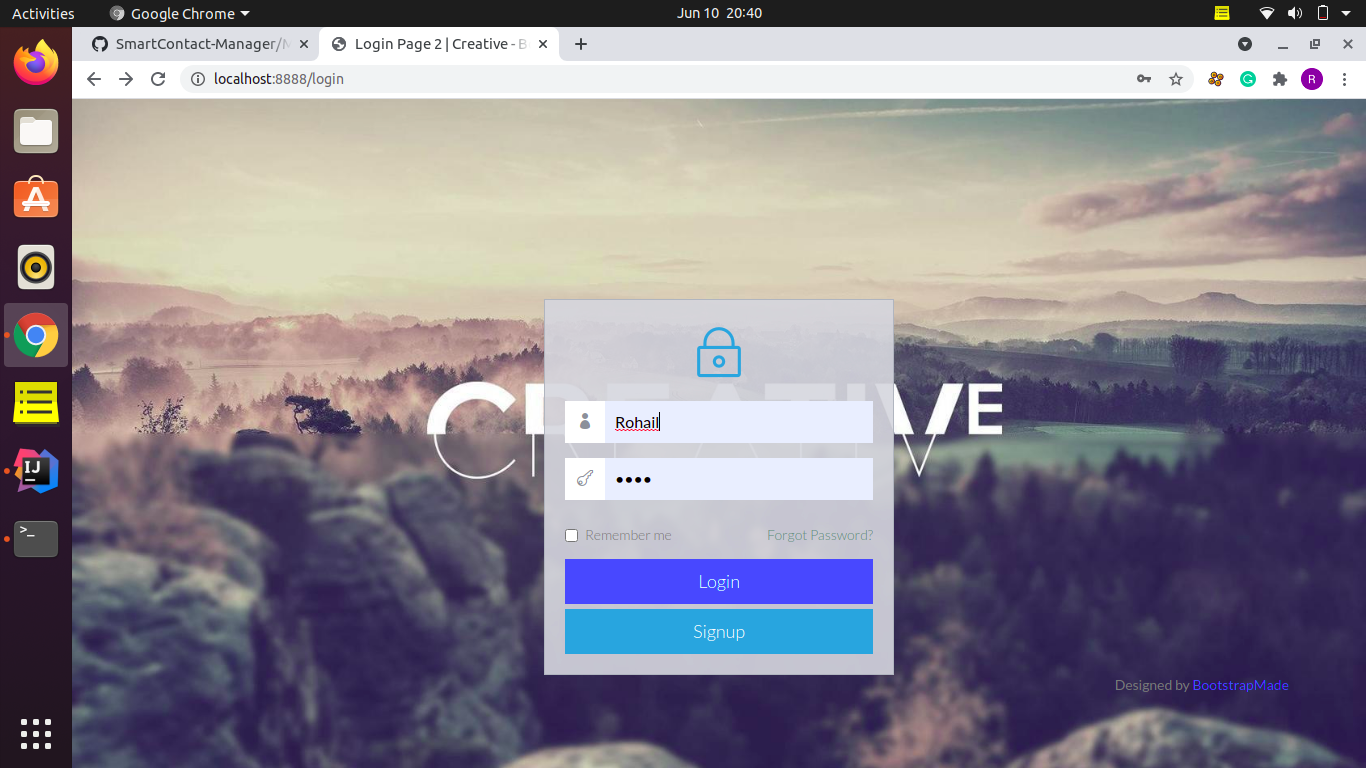 Activities
Google Chrome
Jun 10 20:40
SmartContact-Manager/
Login Page 2 | Creative - B
localhost:8888/login
R
CREATIVE
Rohail
••••
Remember me
Forgot Password?
Login
Signup
Designed by BootstrapMade
IJ
>_